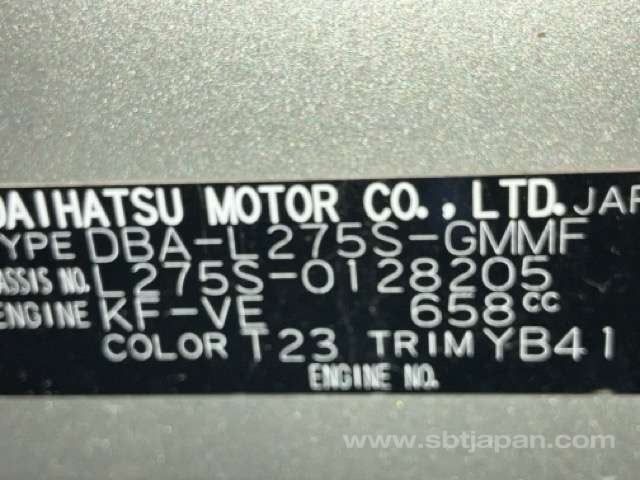 DAIHATSU MOTOR CO., LTD. JAP
TYPE DBA-L275S-GMMF
ASSIS NO. L275S-0128205
ENGINE KF-VE 658cc
COLOR T23 TRIM YB41
ENGINE NO.
www.sbtjapan.com